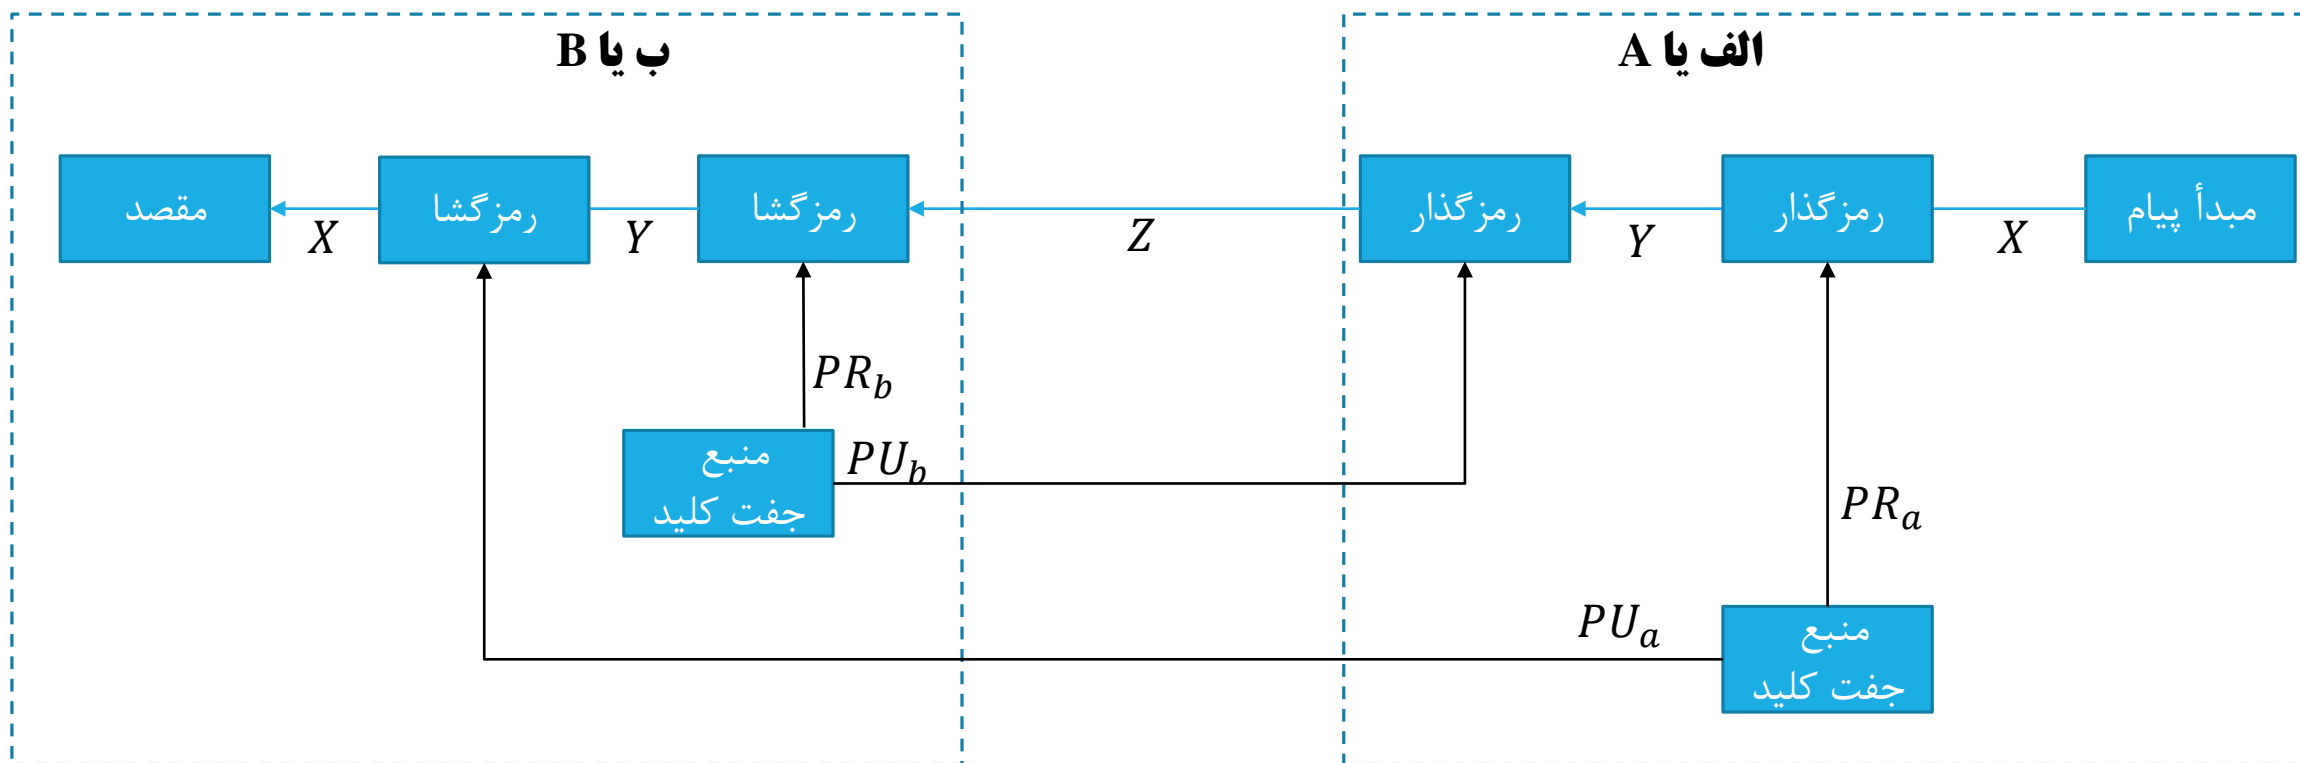 الف یا A
ب یا B
مبدأ پیام
X
رمزگذار
Y
رمزگذار
Z
رمزگشا
Y
رمزگشا
X
مقصد
PR_b
منبع
جفت کلید
PU_b
PR_a
PU_a
منبع
جفت کلید